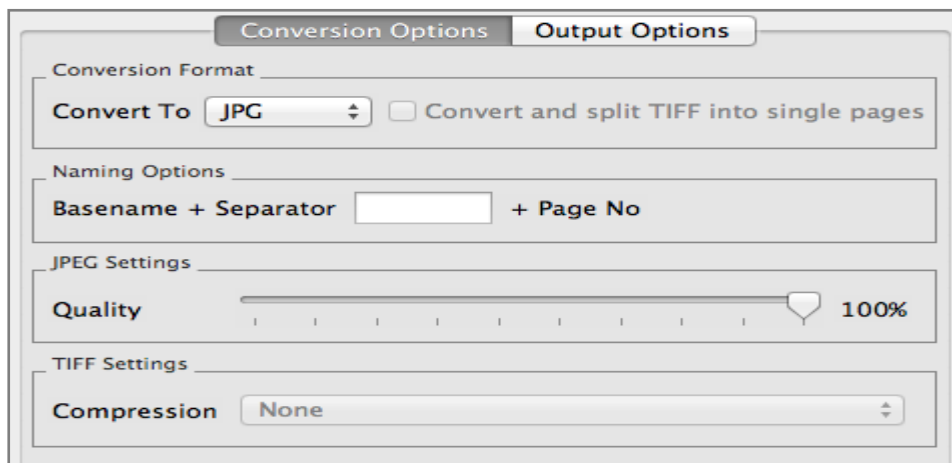 Conversion Options Output Options
Conversion Format
Convert To JPG Convert and split TIFF into single pages
Naming Options
Basename + Separator + Page No
JPEG Settings
Quality 100%
TIFF Settings
Compression None